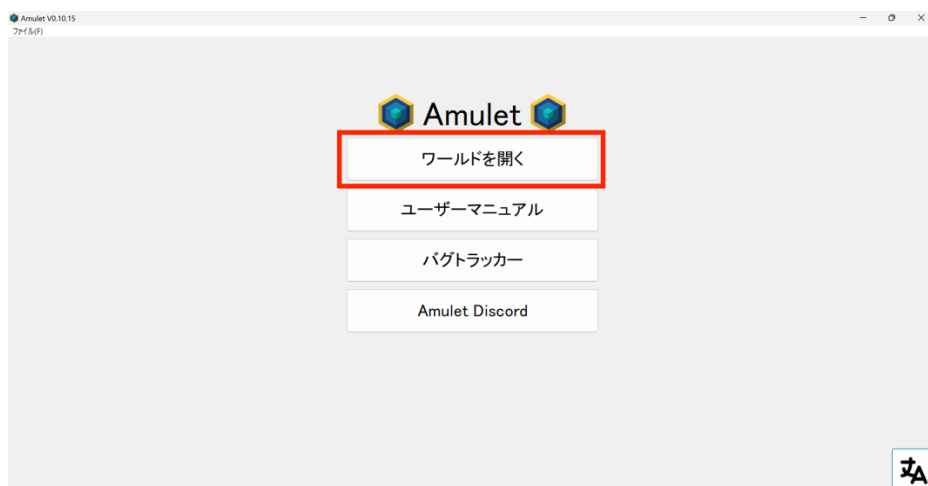 Amulet V0.10.15
ファイル(F)
Amulet
ワールドを開く
ユーザーマニュアル
バグトラッカー
Amulet Discord